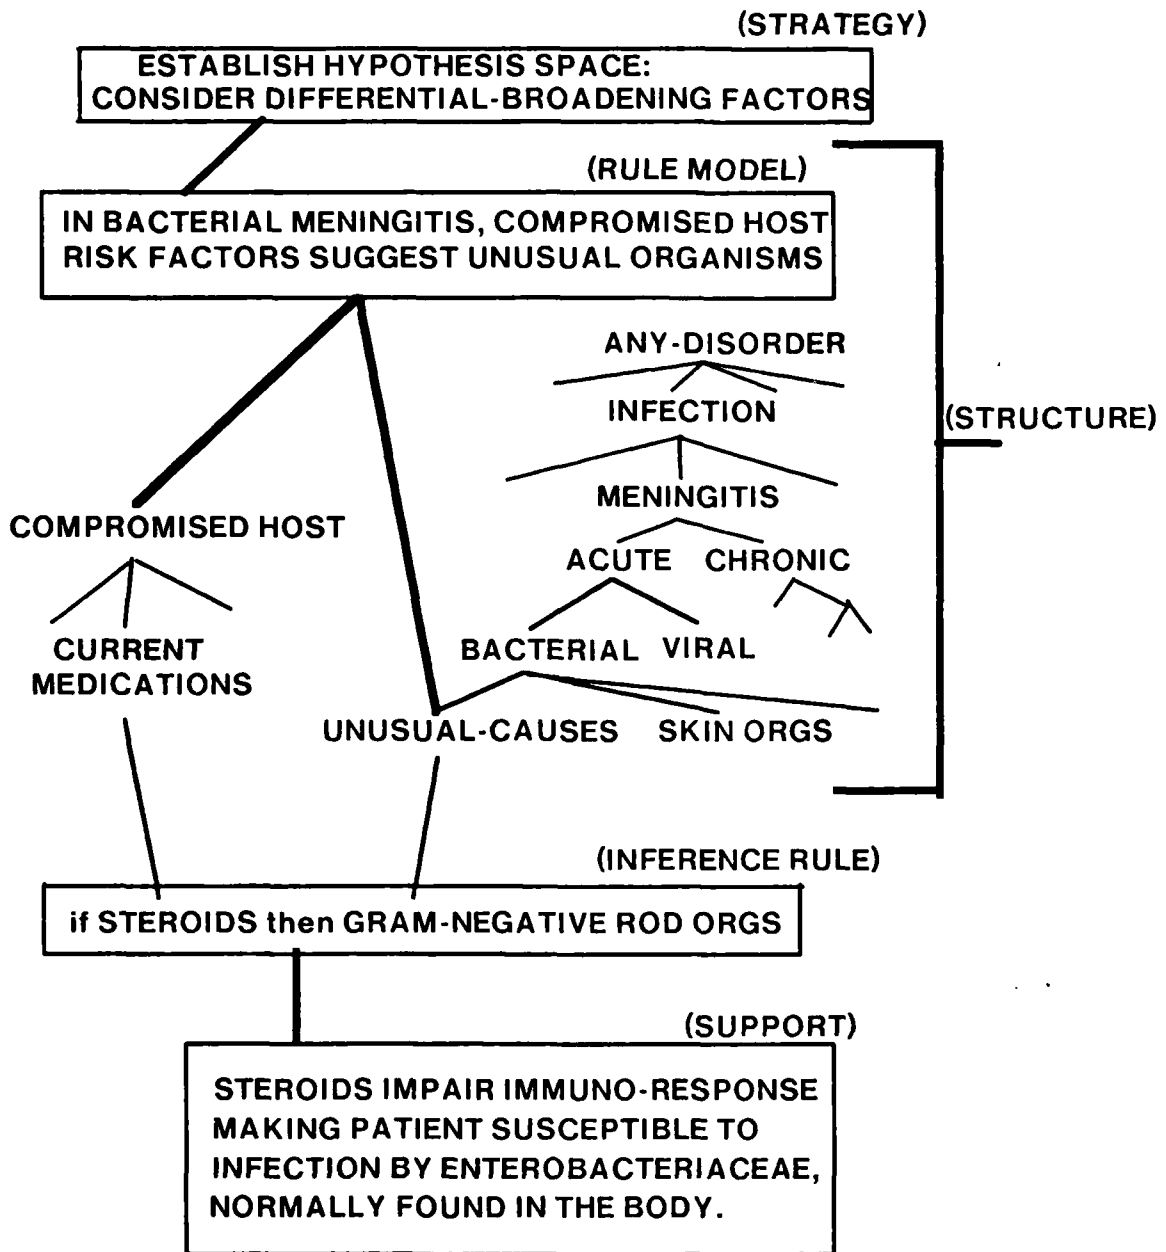 (STRATEGY)
ESTABLISH HYPOTHESIS SPACE:
CONSIDER DIFFERENTIAL-BROADENING FACTORS
(RULE MODEL)
IN BACTERIAL MENINGITIS, COMPROMISED HOST
RISK FACTORS SUGGEST UNUSUAL ORGANISMS
ANY-DISORDER
INFECTION
(STRUCTURE)
MENINGITIS
COMPROMISED HOST
ACUTE CHRONIC
CURRENT
MEDICATIONS
BACTERIAL VIRAL
UNUSUAL-CAUSES SKIN ORGS
(INFERENCE RULE)
if STEROIDS then GRAM-NEGATIVE ROD ORGS
(SUPPORT)
STEROIDS IMPAIR IMMUNO-RESPONSE
MAKING PATIENT SUSCEPTIBLE TO
INFECTION BY ENTEROBACTERIACEAE,
NORMALLY FOUND IN THE BODY.